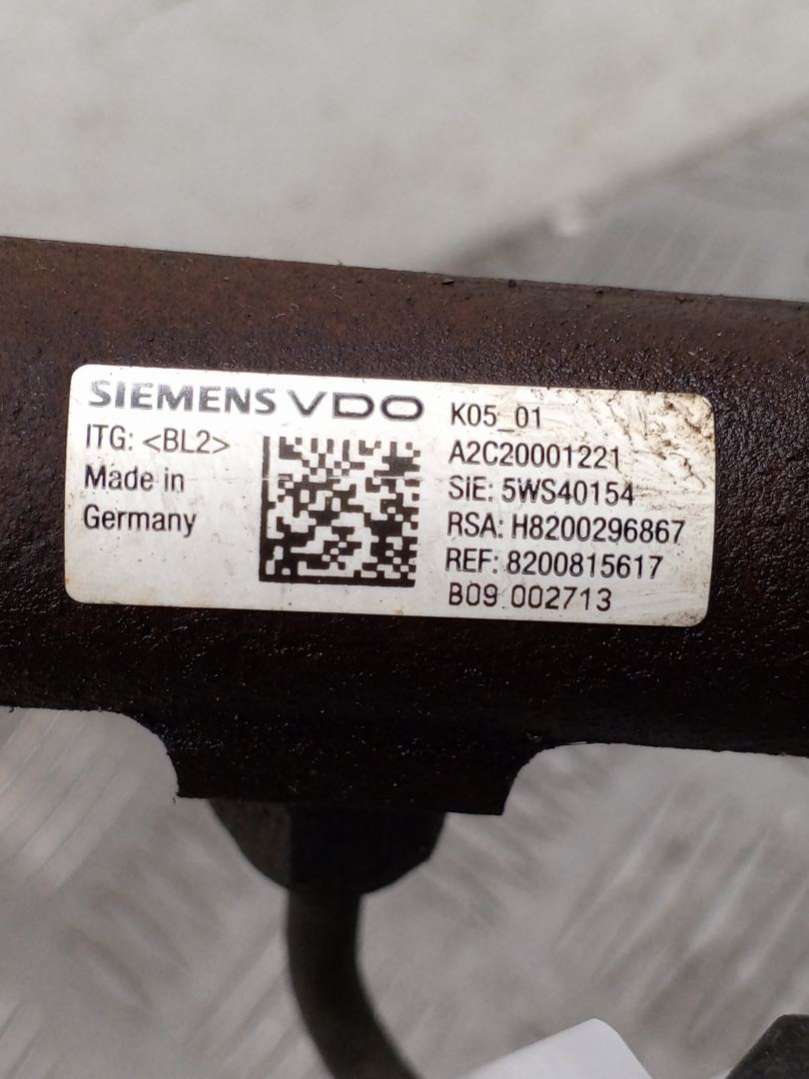 SIEMENS VDO
ITG: <BL2>
Made in
Germany
K05_01
A2C20001221
SIE: 5WS40154
RSA: H8200296867
REF: 8200815617
B09 002713